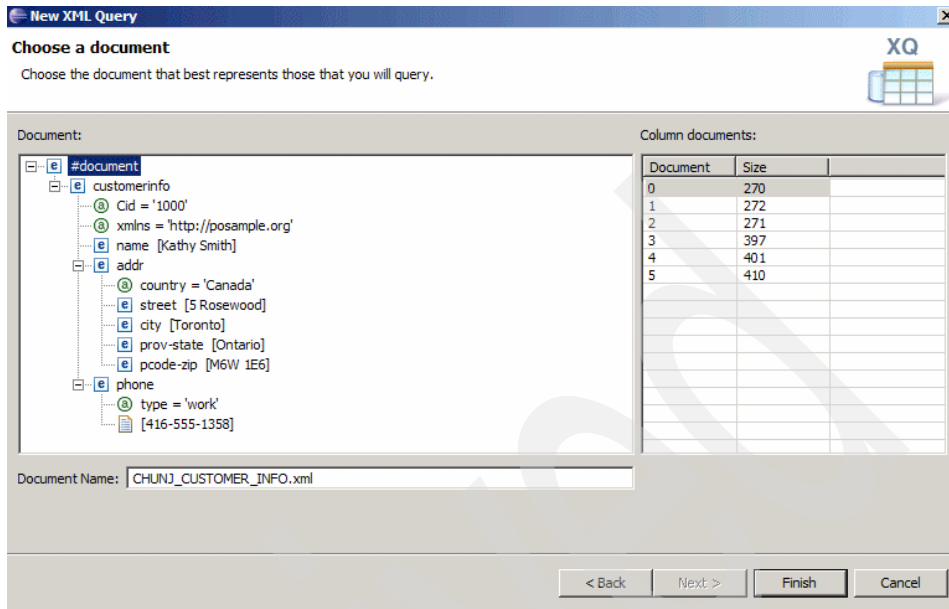 New XML Query
Choose a document
XQ
Choose the document that best represents those that you will query.
Document:
Column documents:
#document
customerinfo
Cid = '1000'
xmlns = 'http://posample.org'
name [Kathy Smith]
addr
country = 'Canada'
street [5 Rosewood]
city [Toronto]
prov-state [Ontario]
pcode-zip [M6W 1E6]
phone
type = 'work'
[416-555-1358]
Document Size
0 270
1 272
2 271
3 397
4 401
5 410
Document Name: CHUNJ_CUSTOMER_INFO.xml
< Back Next > Finish Cancel